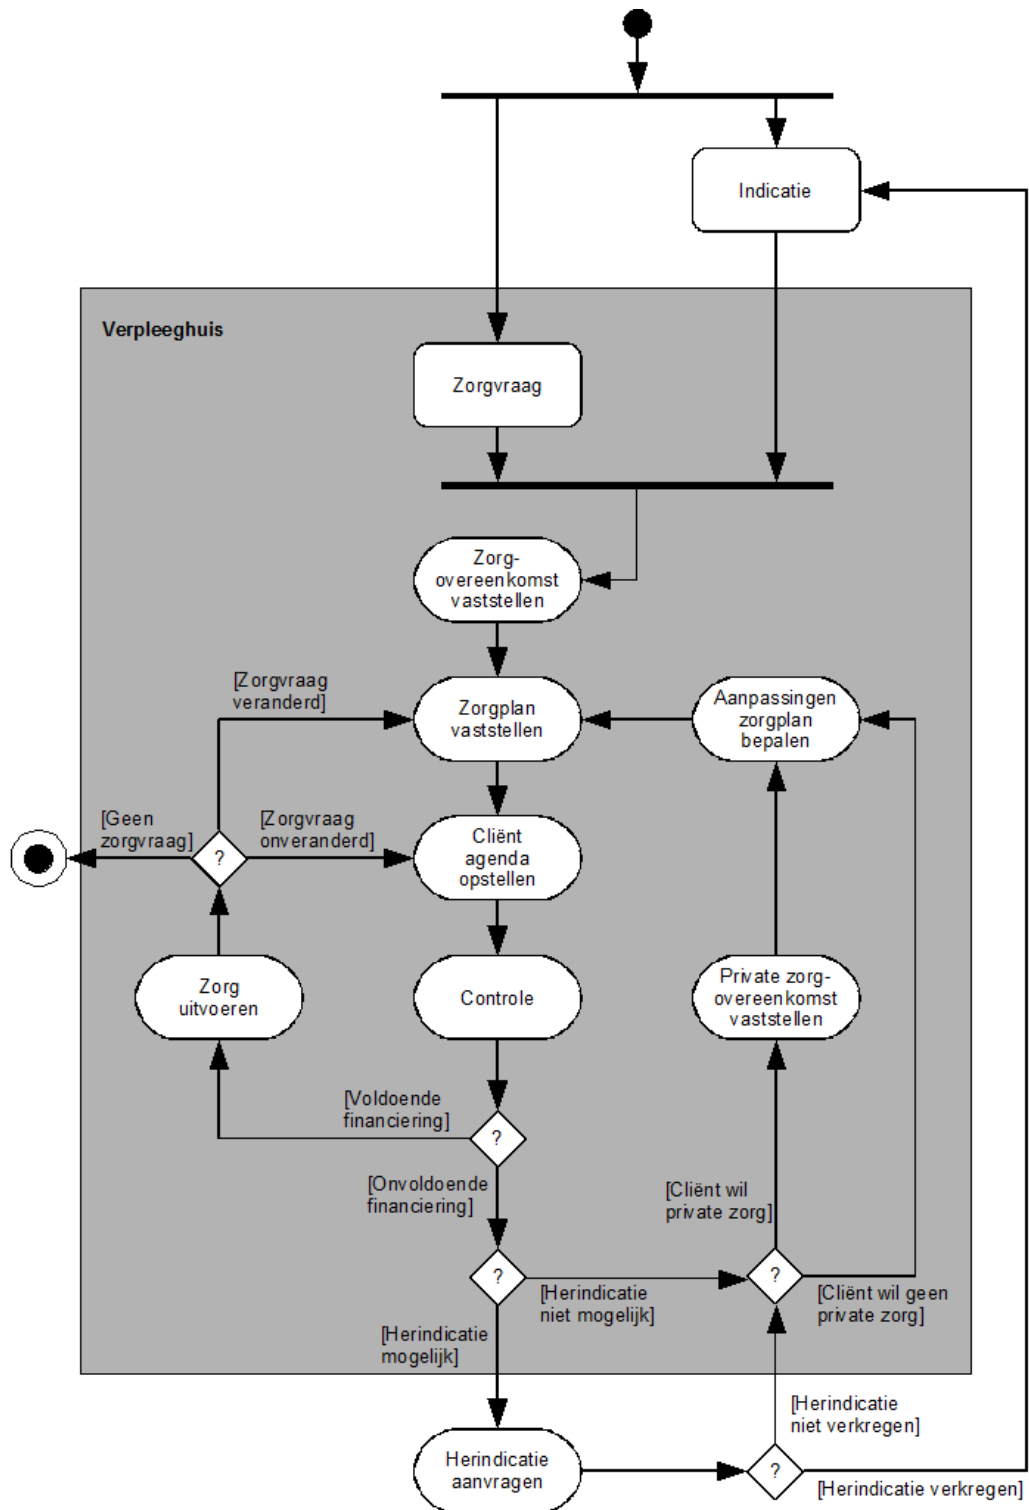 Indicatie
Verpleeghuis
Zorgvraag
Zorg-
overeenkomst
vaststellen
[Zorgvraag
veranderd]
Zorgplan
vaststellen
Aanpassingen
zorgplan
bepalen
[Geen
zorgvraag]
?
[Zorgvraag
onveranderd]
Cliënt
agenda
opstellen
Zorg
uitvoeren
Controle
Private zorg-
overeenkomst
vaststellen
[Voldoende
financiering]
?
[Onvoldoende
financiering]
[Cliënt wil
private zorg]
?
[Herindicatie
niet mogelijk]
?
[Cliënt wil geen
private zorg]
[Herindicatie
mogelijk]
[Herindicatie
niet verkregen]
Herindicatie
aanvragen
?
[Herindicatie verkregen]